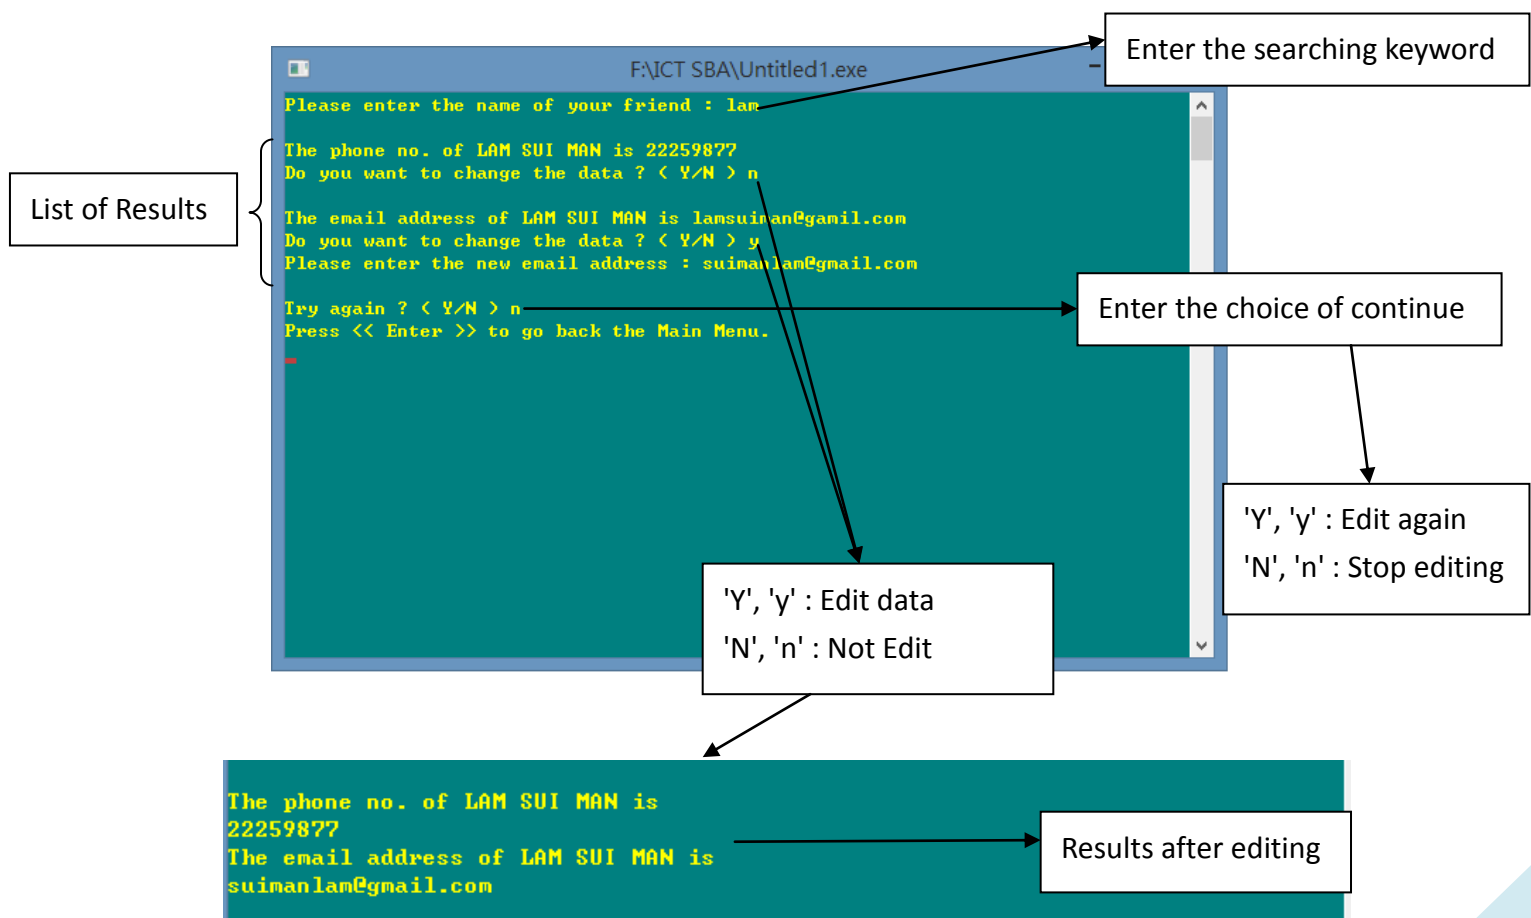 Enter the searching keyword
F:\ICT SBA\Untitled1.exe
Please enter the name of your friend : lam
The phone no. of LAM SUI MAN is 22259877
Do you want to change the data ? ( Y/N ) n
List of Results
The email address of LAM SUI MAN is lamsuiman@gamil.com
Do you want to change the data ? ( Y/N ) y
Please enter the new email address : suimanlam@gmail.com
Try again ? ( Y/N ) n
Enter the choice of continue
Press << Enter >> to go back the Main Menu.
'Y', 'y' : Edit again
'N', 'n' : Stop editing
'Y', 'y' : Edit data
'N', 'n' : Not Edit
The phone no. of LAM SUI MAN is
22259877
The email address of LAM SUI MAN is
suimanlam@gmail.com
Results after editing